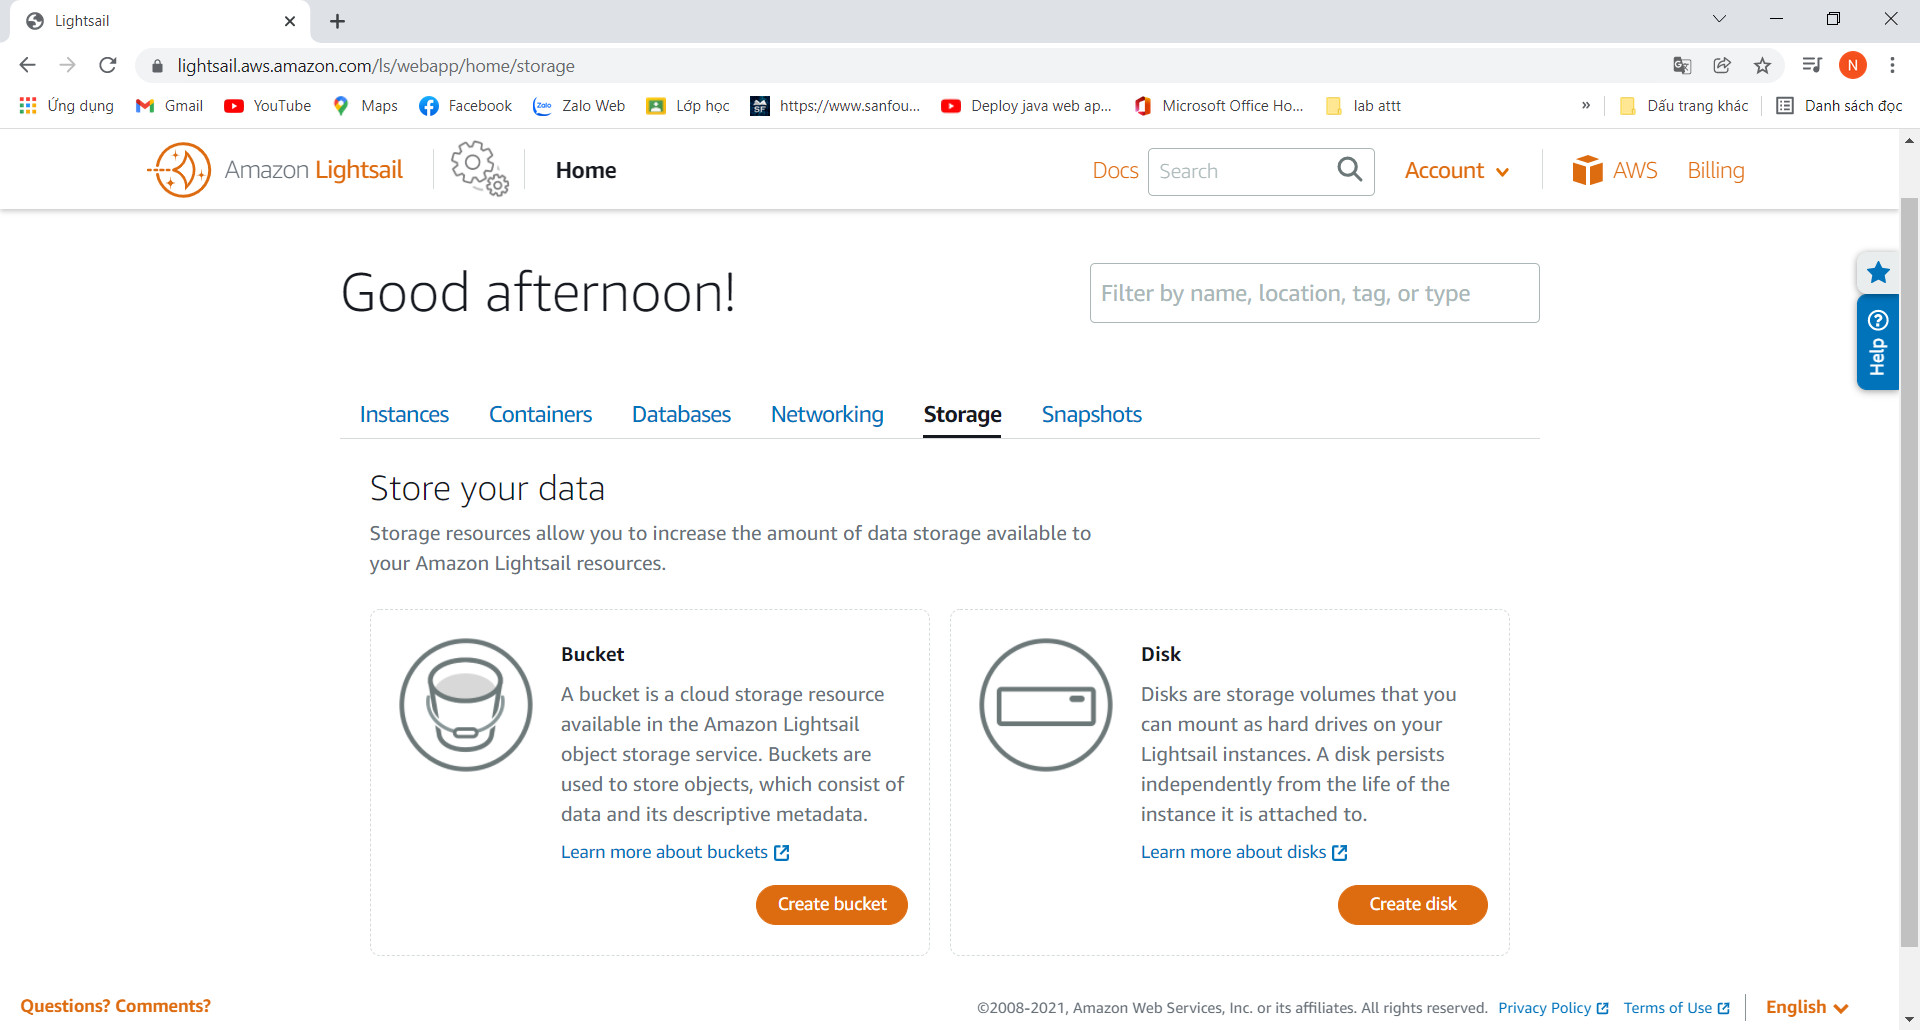 Lightsail
lightsail.aws.amazon.com/ls/webapp/home/storage
N
Ứng dụng Gmail YouTube Maps Facebook Zalo Zalo Web Lớp học SF https://www.sanfou... Deploy java web ap... Microsoft Office Ho... lab attt » Dấu trang khác Danh sách đọc
Amazon Lightsail Home Docs Search Account AWS Billing
Good afternoon!
Filter by name, location, tag, or type
Help
Instances Containers Databases Networking Storage Snapshots
Store your data
Storage resources allow you to increase the amount of data storage available to
your Amazon Lightsail resources.
Bucket
A bucket is a cloud storage resource
available in the Amazon Lightsail
object storage service. Buckets are
used to store objects, which consist of
data and its descriptive metadata.
Learn more about buckets
Create bucket
Disk
Disks are storage volumes that you
can mount as hard drives on your
Lightsail instances. A disk persists
independently from the life of the
instance it is attached to.
Learn more about disks
Create disk
Questions? Comments?
©2008-2021, Amazon Web Services, Inc. or its affiliates. All rights reserved. Privacy Policy Terms of Use English